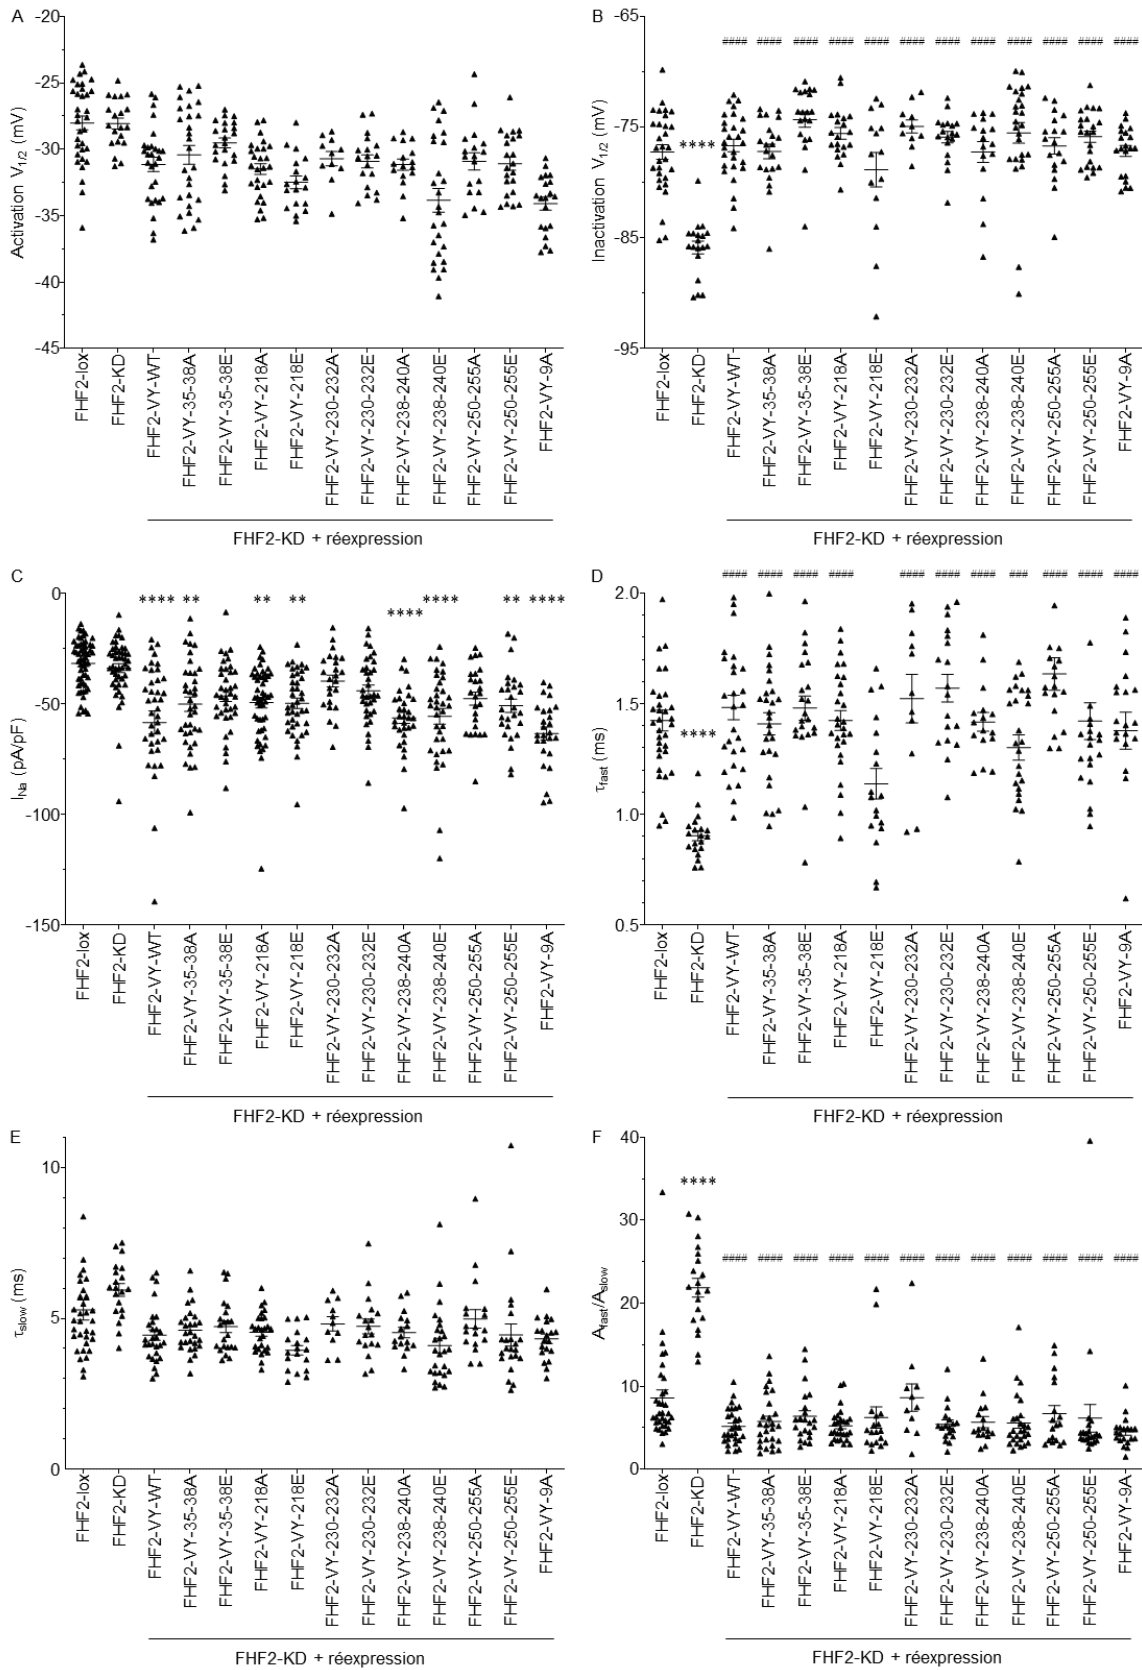 A
Activation V1/2 (mV)
-20
-25
-30
-35
-40
-45
FHF2-lox
FHF2-KD
FHF2-VY-WT
FHF2-VY-35-38A
FHF2-VY-35-38E
FHF2-VY-218A
FHF2-VY-218E
FHF2-VY-230-232A
FHF2-VY-230-232E
FHF2-VY-238-240A
FHF2-VY-238-240E
FHF2-VY-250-255A
FHF2-VY-250-255E
FHF2-VY-9A
FHF2-KD + réexpression
B
Inactivation V1/2 (mV)
-65
-75
-85
-95
**** 
#### #### #### #### #### #### #### #### #### #### #### ####
FHF2-lox
FHF2-KD
FHF2-VY-WT
FHF2-VY-35-38A
FHF2-VY-35-38E
FHF2-VY-218A
FHF2-VY-218E
FHF2-VY-230-232A
FHF2-VY-230-232E
FHF2-VY-238-240A
FHF2-VY-238-240E
FHF2-VY-250-255A
FHF2-VY-250-255E
FHF2-VY-9A
FHF2-KD + réexpression
C
INa (pA/pF)
0
-50
-100
-150
**** ** ** ** **** **** ** ****
FHF2-lox
FHF2-KD
FHF2-VY-WT
FHF2-VY-35-38A
FHF2-VY-35-38E
FHF2-VY-218A
FHF2-VY-218E
FHF2-VY-230-232A
FHF2-VY-230-232E
FHF2-VY-238-240A
FHF2-VY-238-240E
FHF2-VY-250-255A
FHF2-VY-250-255E
FHF2-VY-9A
FHF2-KD + réexpression
D
τfast (ms)
2.0
1.5
1.0
0.5
****
#### #### #### #### #### #### #### ### #### #### ####
FHF2-lox
FHF2-KD
FHF2-VY-WT
FHF2-VY-35-38A
FHF2-VY-35-38E
FHF2-VY-218A
FHF2-VY-218E
FHF2-VY-230-232A
FHF2-VY-230-232E
FHF2-VY-238-240A
FHF2-VY-238-240E
FHF2-VY-250-255A
FHF2-VY-250-255E
FHF2-VY-9A
FHF2-KD + réexpression
E
τslow (ms)
10
5
0
FHF2-lox
FHF2-KD
FHF2-VY-WT
FHF2-VY-35-38A
FHF2-VY-35-38E
FHF2-VY-218A
FHF2-VY-218E
FHF2-VY-230-232A
FHF2-VY-230-232E
FHF2-VY-238-240A
FHF2-VY-238-240E
FHF2-VY-250-255A
FHF2-VY-250-255E
FHF2-VY-9A
FHF2-KD + réexpression
F
Afast/Aslow
40
30
20
10
0
****
#### #### #### #### #### #### #### #### #### #### #### ####
FHF2-lox
FHF2-KD
FHF2-VY-WT
FHF2-VY-35-38A
FHF2-VY-35-38E
FHF2-VY-218A
FHF2-VY-218E
FHF2-VY-230-232A
FHF2-VY-230-232E
FHF2-VY-238-240A
FHF2-VY-238-240E
FHF2-VY-250-255A
FHF2-VY-250-255E
FHF2-VY-9A
FHF2-KD + réexpression